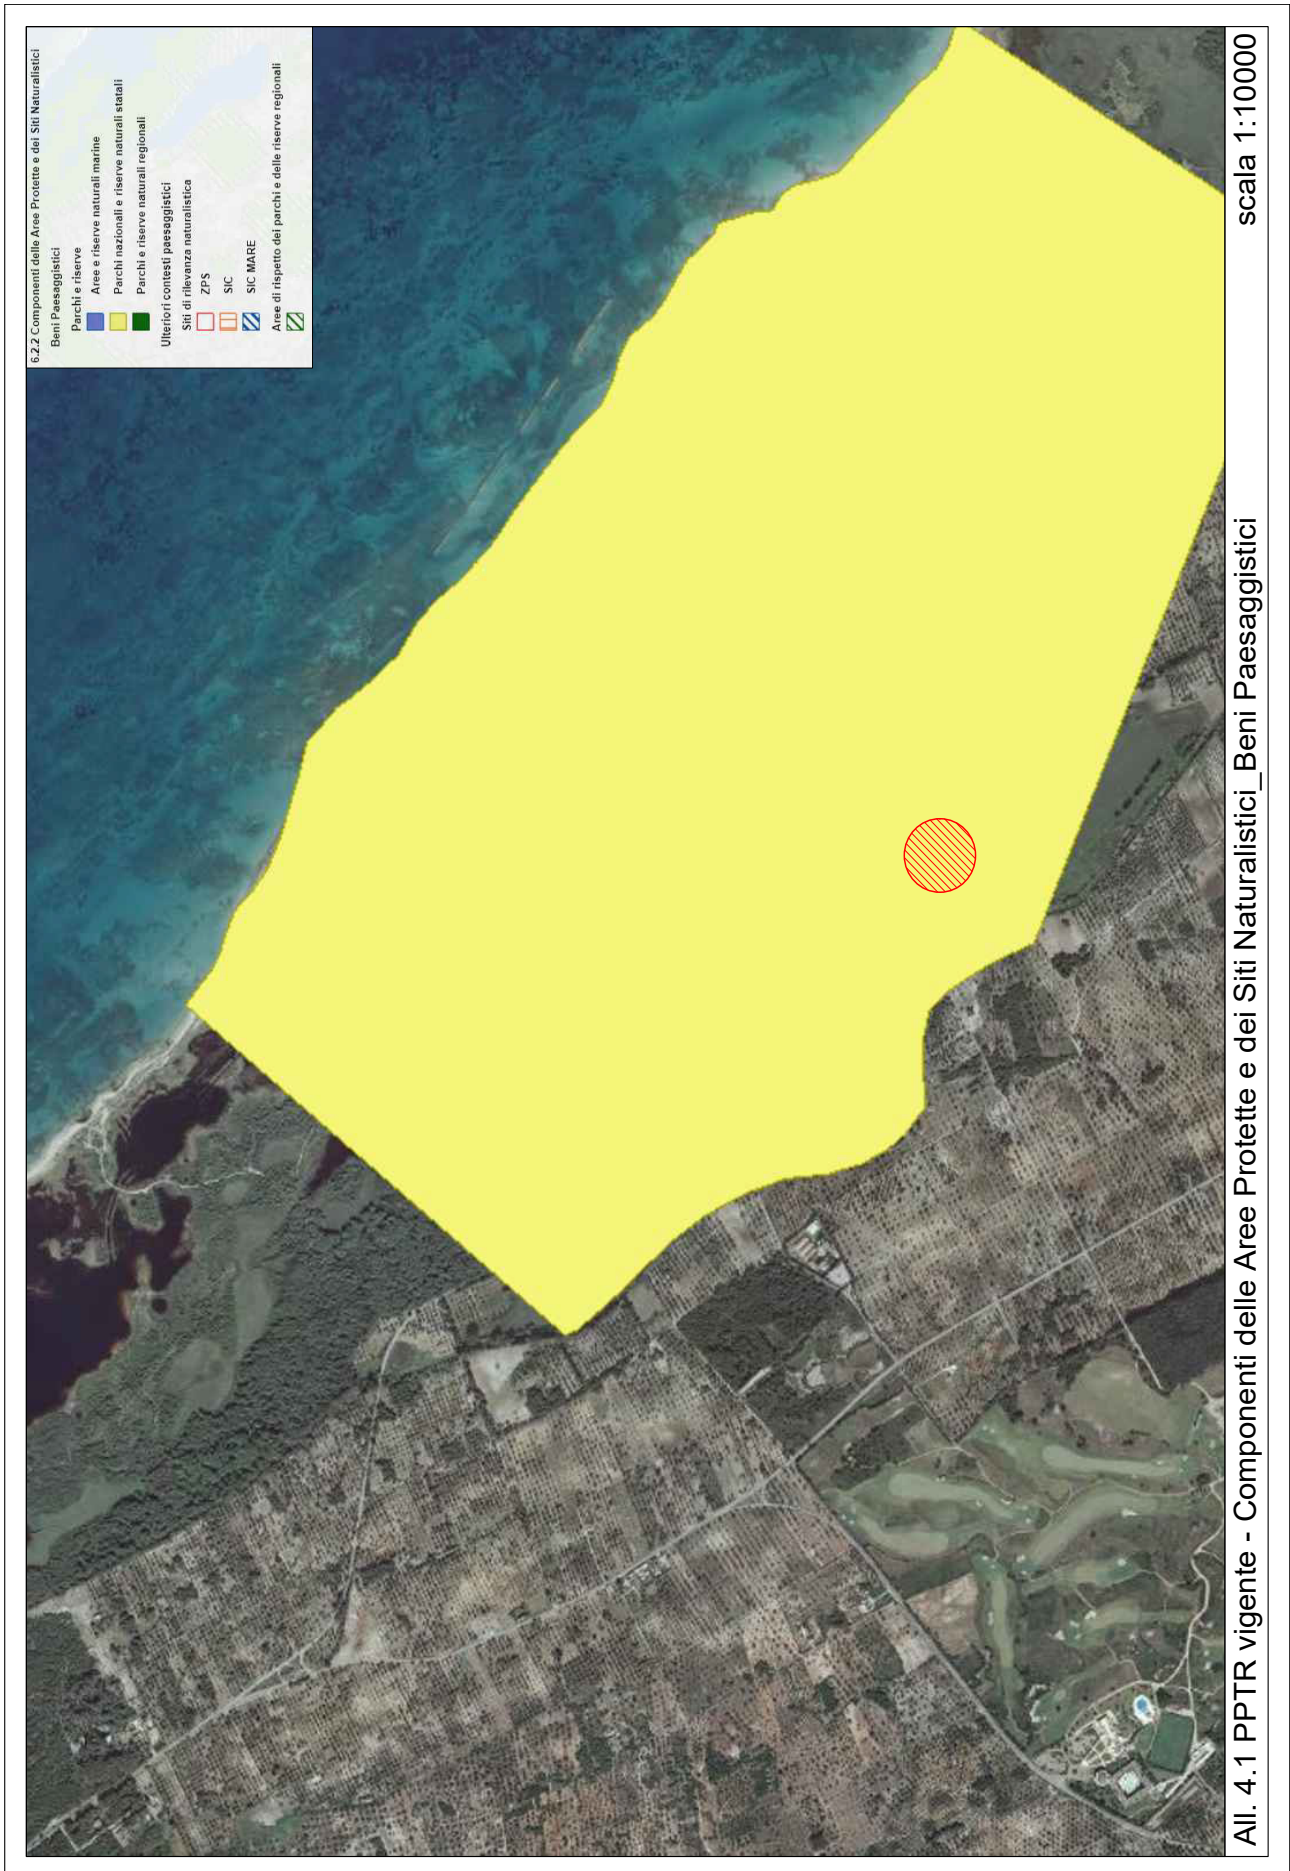 6.2.2 Componenti delle Aree Protette e dei Siti Naturalistici
Beni Paesaggistici
Parchi e riserve
Aree e riserve naturali marine
Parchi nazionali e riserve naturali statali
Parchi e riserve naturali regionali
Ulteriori contesti paesaggistici
Siti di rilevanza naturalistica
ZPS
SIC
SIC MARE
Aree di rispetto dei parchi e delle riserve regionali
All. 4.1 PPTR vigente - Componenti delle Aree Protette e dei Siti Naturalistici_Beni Paesaggistici
scala 1:10000